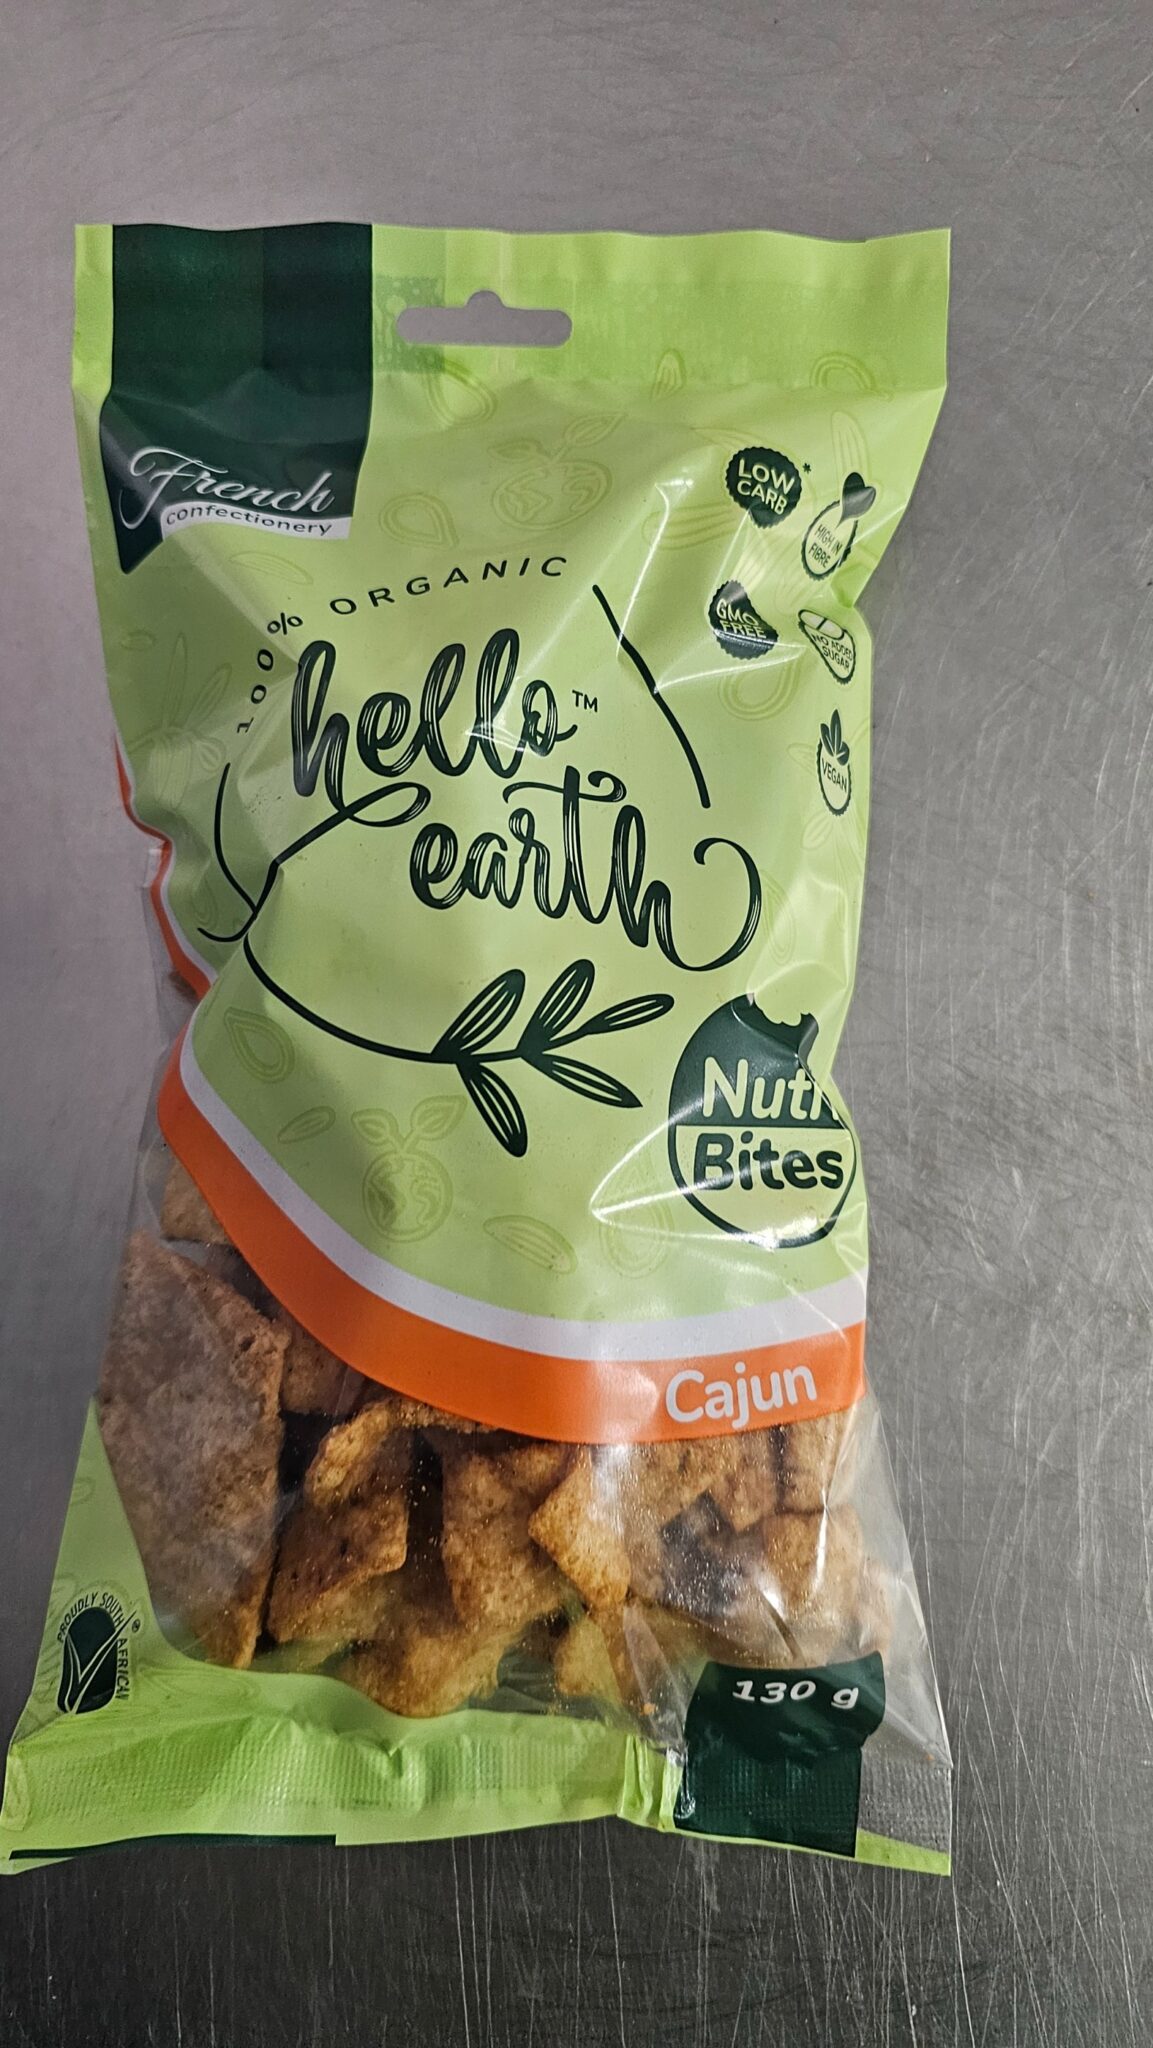 French
confectionery
LOW
CARB*
HIGH IN
FIBRE
GMO
FREE
NO ADDED
SUGAR
VEGAN
100% ORGANIC
hello™
earth
Nutri
Bites
Cajun
PROUDLY SOUTH AFRICAN®
130 g